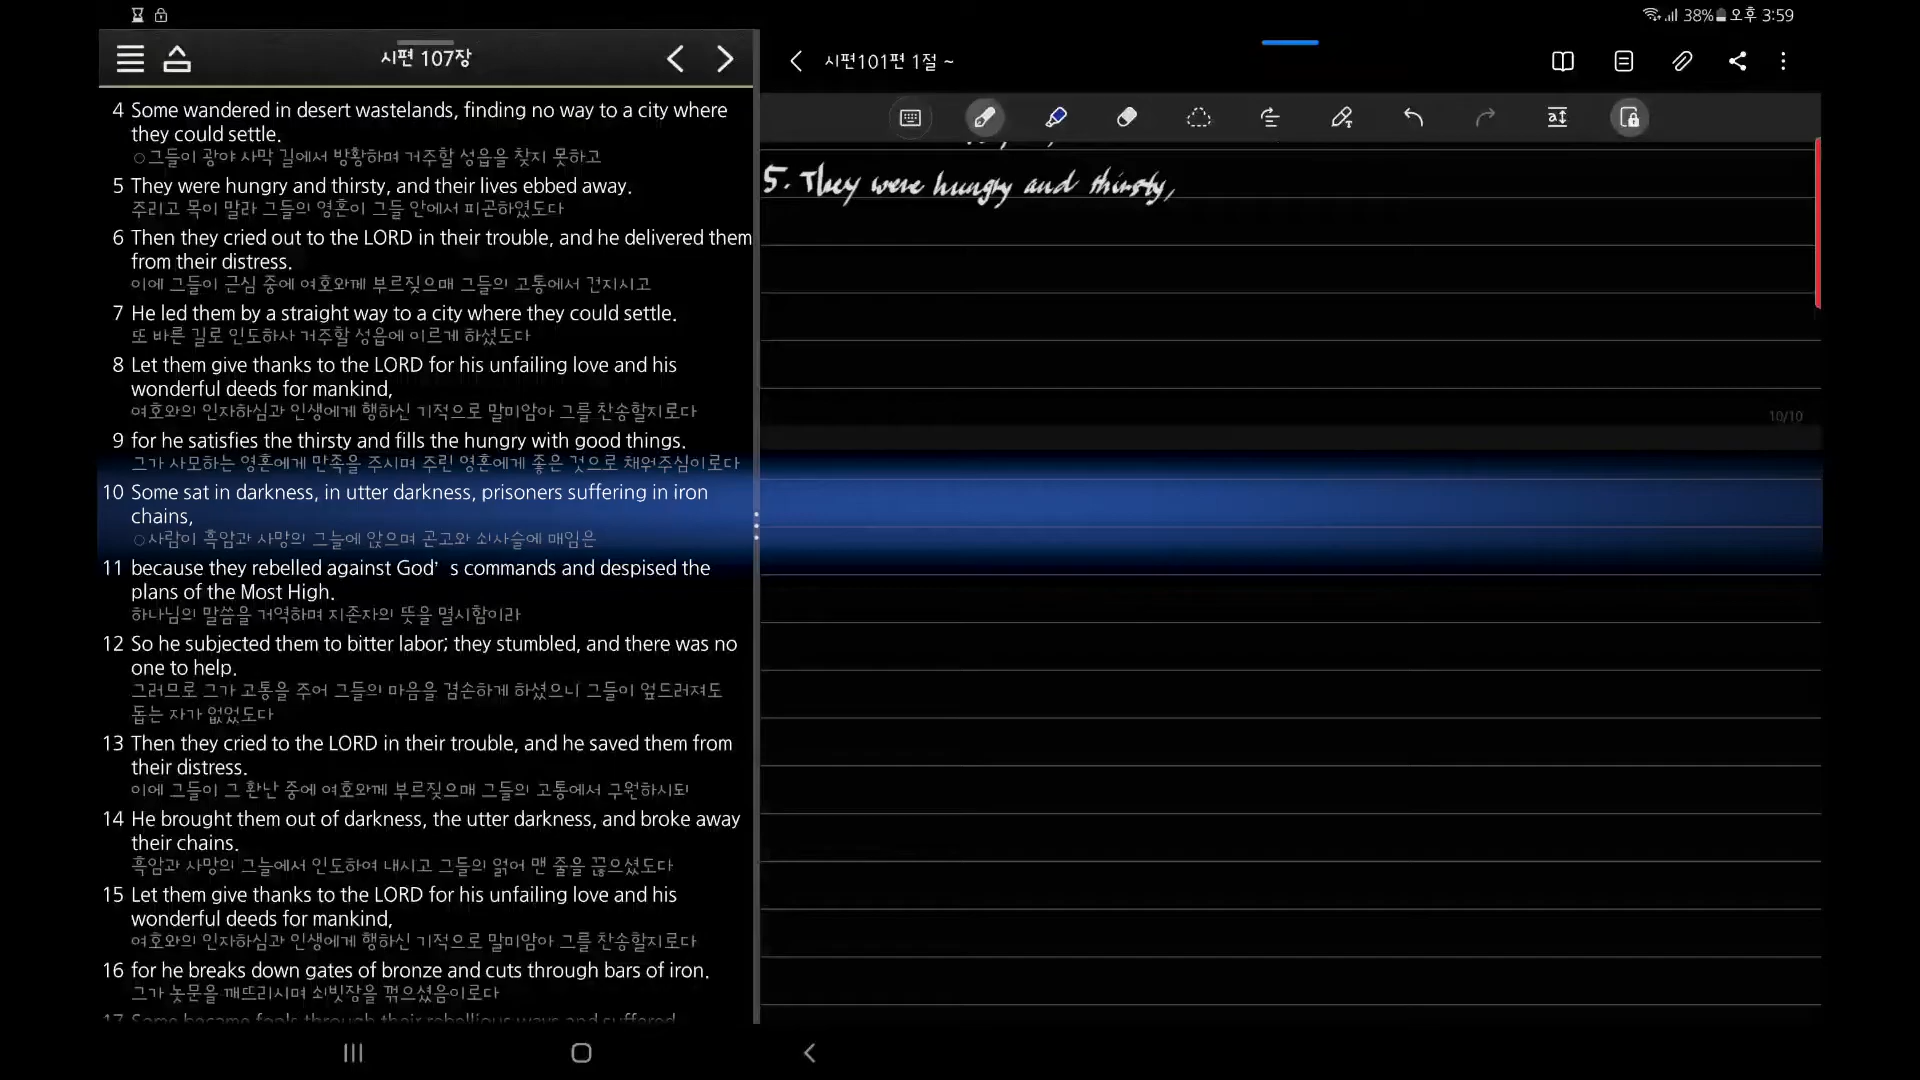 38% 오후 3:59
시편 107장
4 Some wandered in desert wastelands, finding no way to a city where
they could settle.
○그들이 광야 사막 길에서 방황하며 거주할 성읍을 찾지 못하고
5 They were hungry and thirsty, and their lives ebbed away.
주리고 목이 말라 그들의 영혼이 그들 안에서 피곤하였도다
6 Then they cried out to the LORD in their trouble, and he delivered them
from their distress.
이에 그들이 근심 중에 여호와께 부르짖으매 그들의 고통에서 건지시고
7 He led them by a straight way to a city where they could settle.
또 바른 길로 인도하사 거주할 성읍에 이르게 하셨도다
8 Let them give thanks to the LORD for his unfailing love and his
wonderful deeds for mankind,
여호와의 인자하심과 인생에게 행하신 기적으로 말미암아 그를 찬송할지로다
9 for he satisfies the thirsty and fills the hungry with good things.
그가 사모하는 영혼에게 만족을 주시며 주린 영혼에게 좋은 것으로 채워주심이로다
10 Some sat in darkness, in utter darkness, prisoners suffering in iron
chains,
○사람이 흑암과 사망의 그늘에 앉으며 곤고와 쇠사슬에 매임은
11 because they rebelled against God’s commands and despised the
plans of the Most High.
하나님의 말씀을 거역하며 지존자의 뜻을 멸시함이라
12 So he subjected them to bitter labor; they stumbled, and there was no
one to help.
그러므로 그가 고통을 주어 그들의 마음을 겸손하게 하셨으니 그들이 엎드러져도
돕는 자가 없었도다
13 Then they cried to the LORD in their trouble, and he saved them from
their distress.
이에 그들이 그 환난 중에 여호와께 부르짖으매 그들의 고통에서 구원하시되
14 He brought them out of darkness, the utter darkness, and broke away
their chains.
흑암과 사망의 그늘에서 인도하여 내시고 그들의 얽어 맨 줄을 끊으셨도다
15 Let them give thanks to the LORD for his unfailing love and his
wonderful deeds for mankind,
여호와의 인자하심과 인생에게 행하신 기적으로 말미암아 그를 찬송할지로다
16 for he breaks down gates of bronze and cuts through bars of iron.
그가 놋문을 깨뜨리시며 쇠빗장을 꺾으셨음이로다
17 Some became fools through their rebellious ways and suffered
시편101편 1절 ~
5. They were hungry and thirsty,
10/10